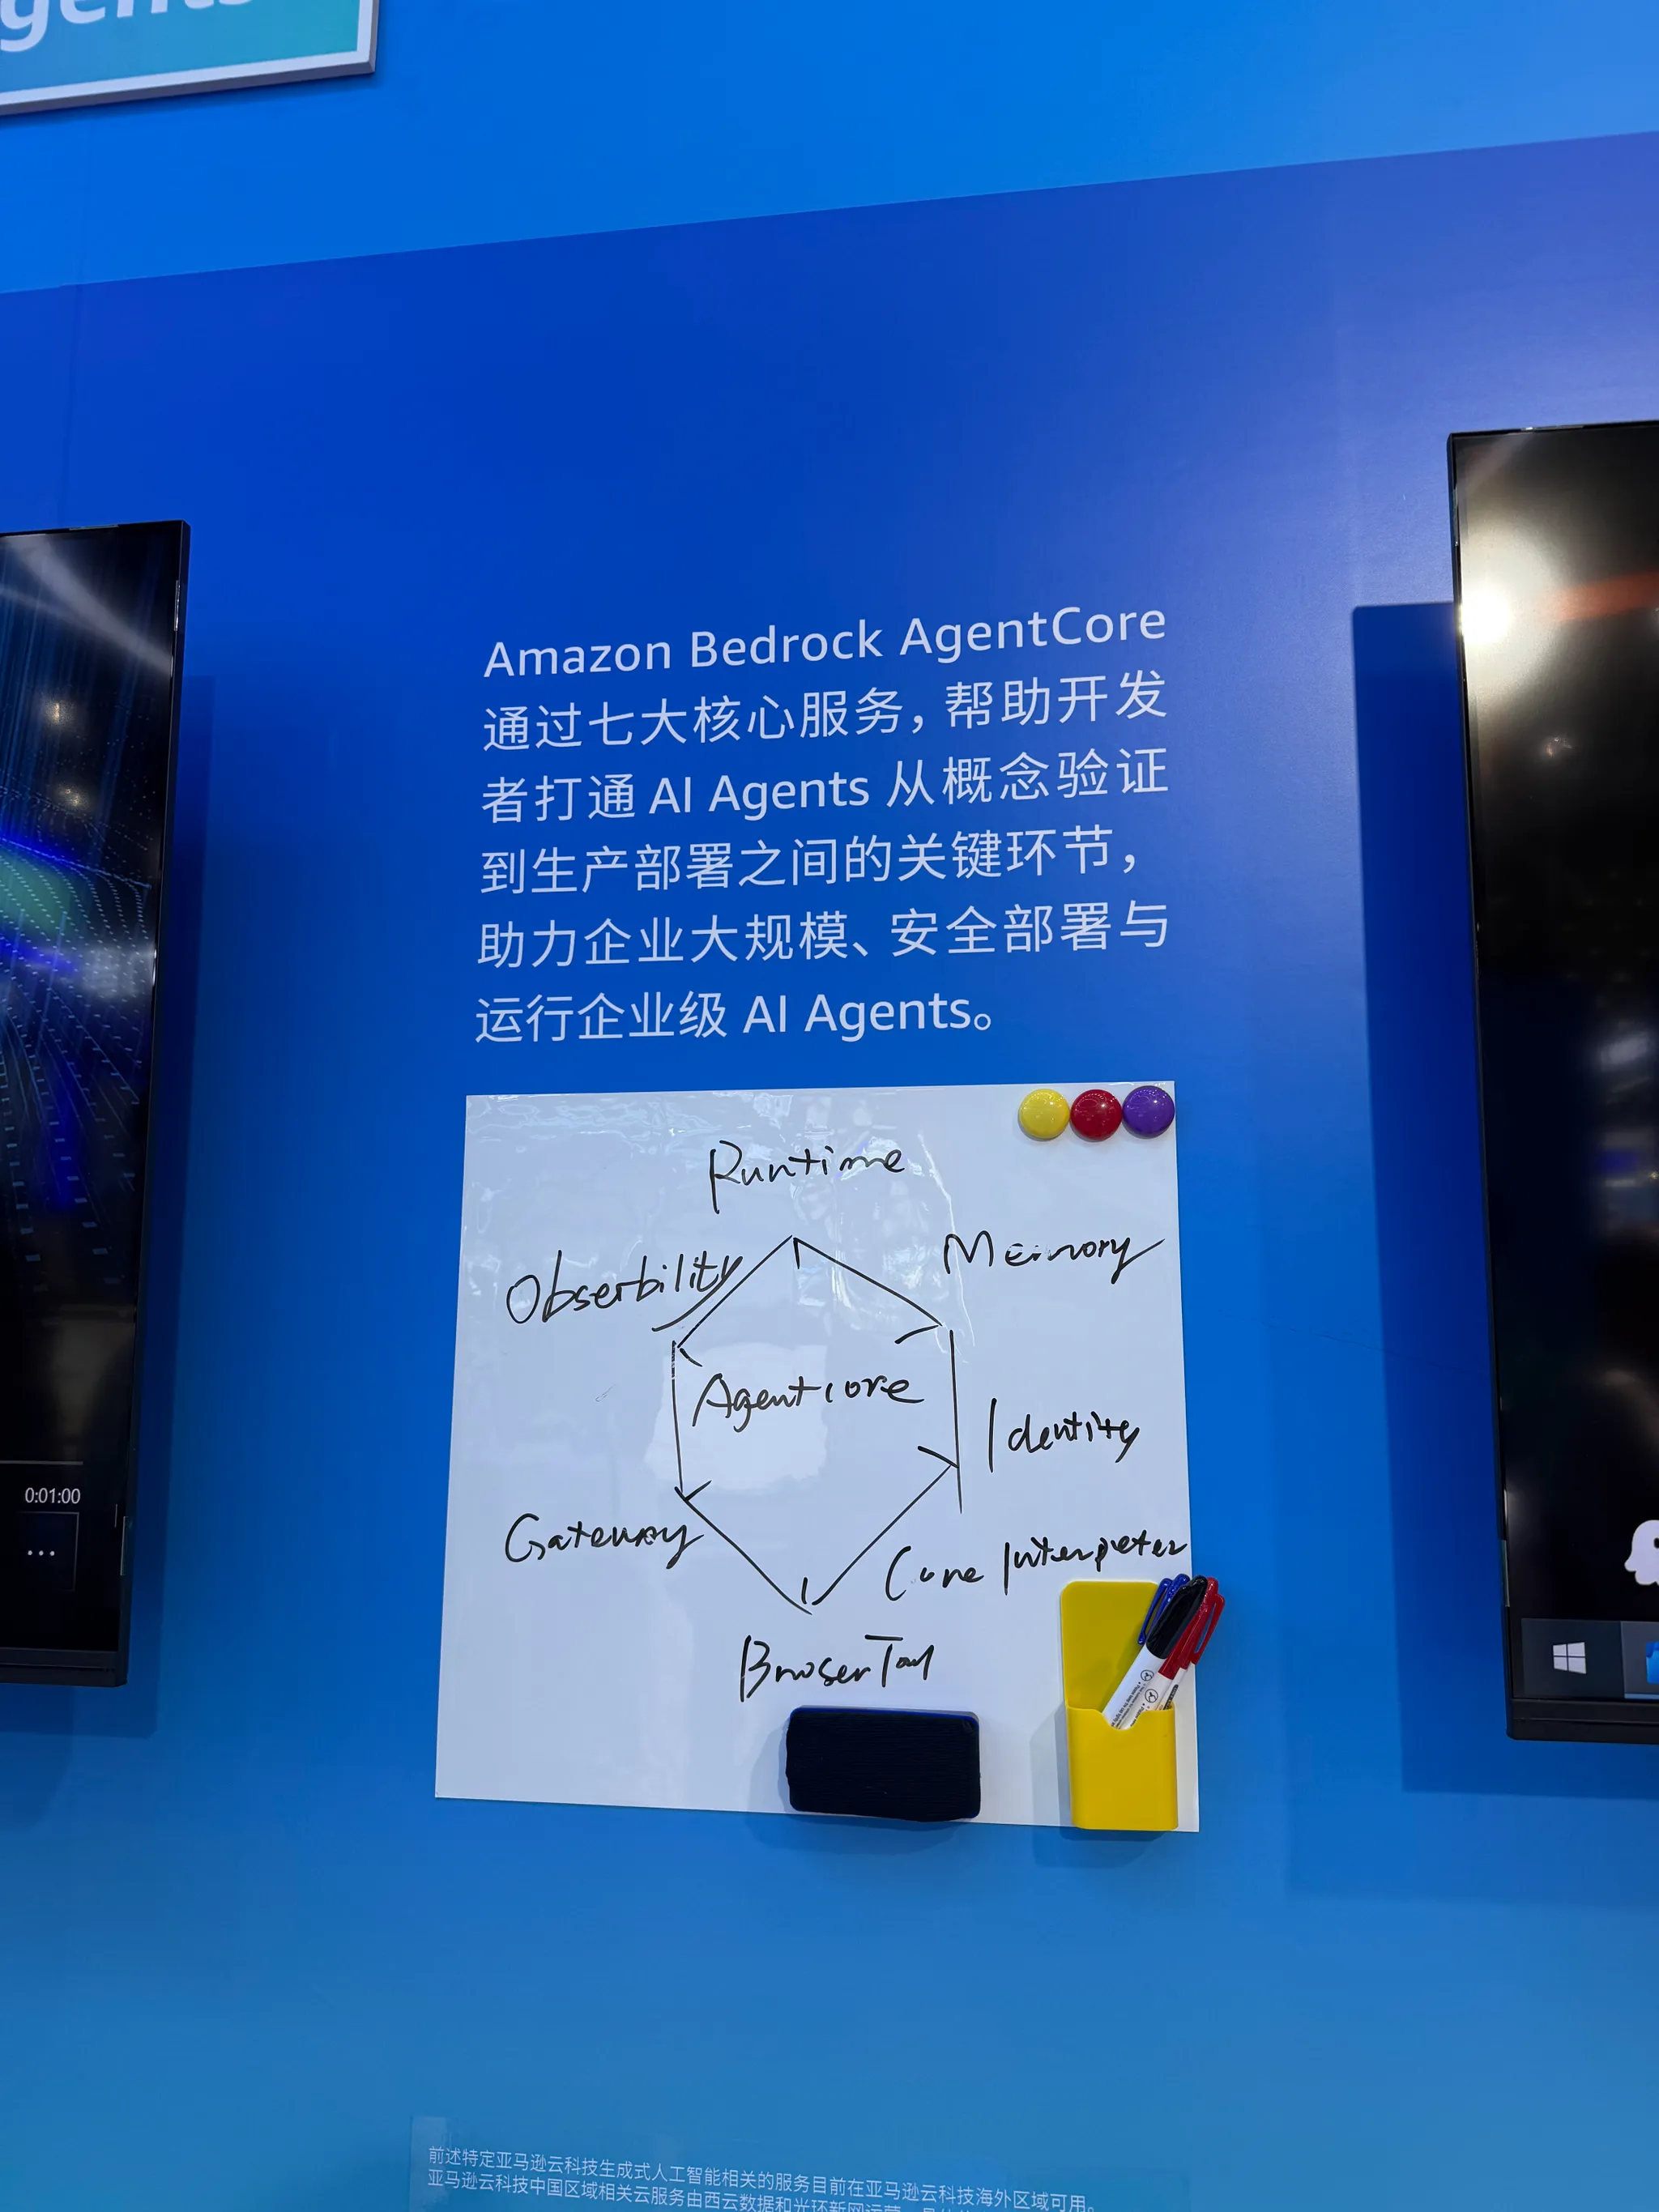 gents
Amazon Bedrock AgentCore
通过七大核心服务，帮助开发
者打通 AI Agents 从概念验证
到生产部署之间的关键环节，
助力企业大规模、安全部署与
运行企业级 AI Agents。
Runtime
Memory
Obserbility
Agentcore
Identity
Gateway
Core Interpreter
Browser Tool
0:01:00
前述特定亚马逊云科技生成式人工智能相关的服务目前在亚马逊云科技海外区域可用。
亚马逊云科技中国区域相关云服务由西云数据和光环新网运营